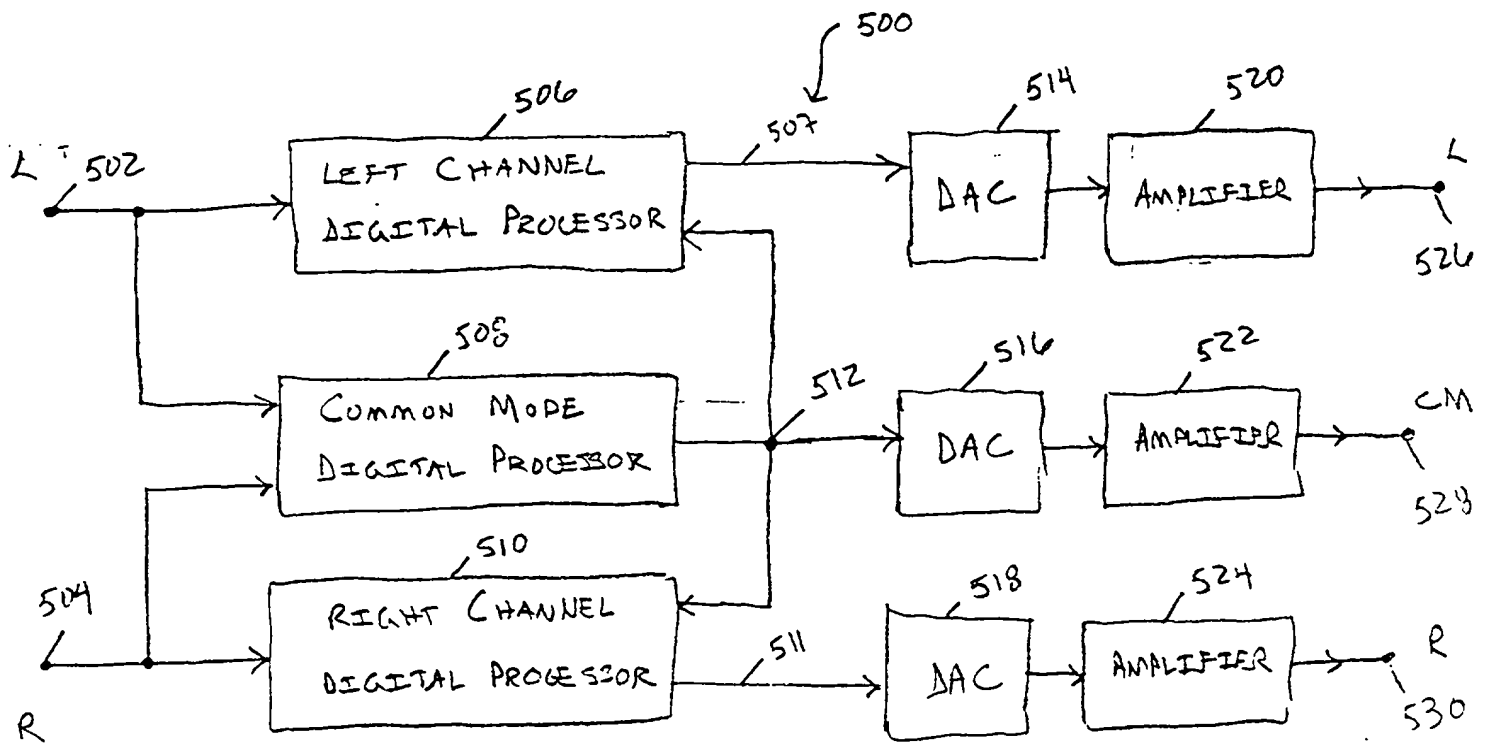 500
506
507
514
520
L
502
LEFT CHANNEL
DIGITAL PROCESSOR
DAC
AMPLIFIER
L
526
508
512
516
522
COMMON MODE
DIGITAL PROCESSOR
DAC
AMPLIFIER
CM
528
510
504
RIGHT CHANNEL
DIGITAL PROCESSOR
511
518
524
DAC
AMPLIFIER
R
530
R